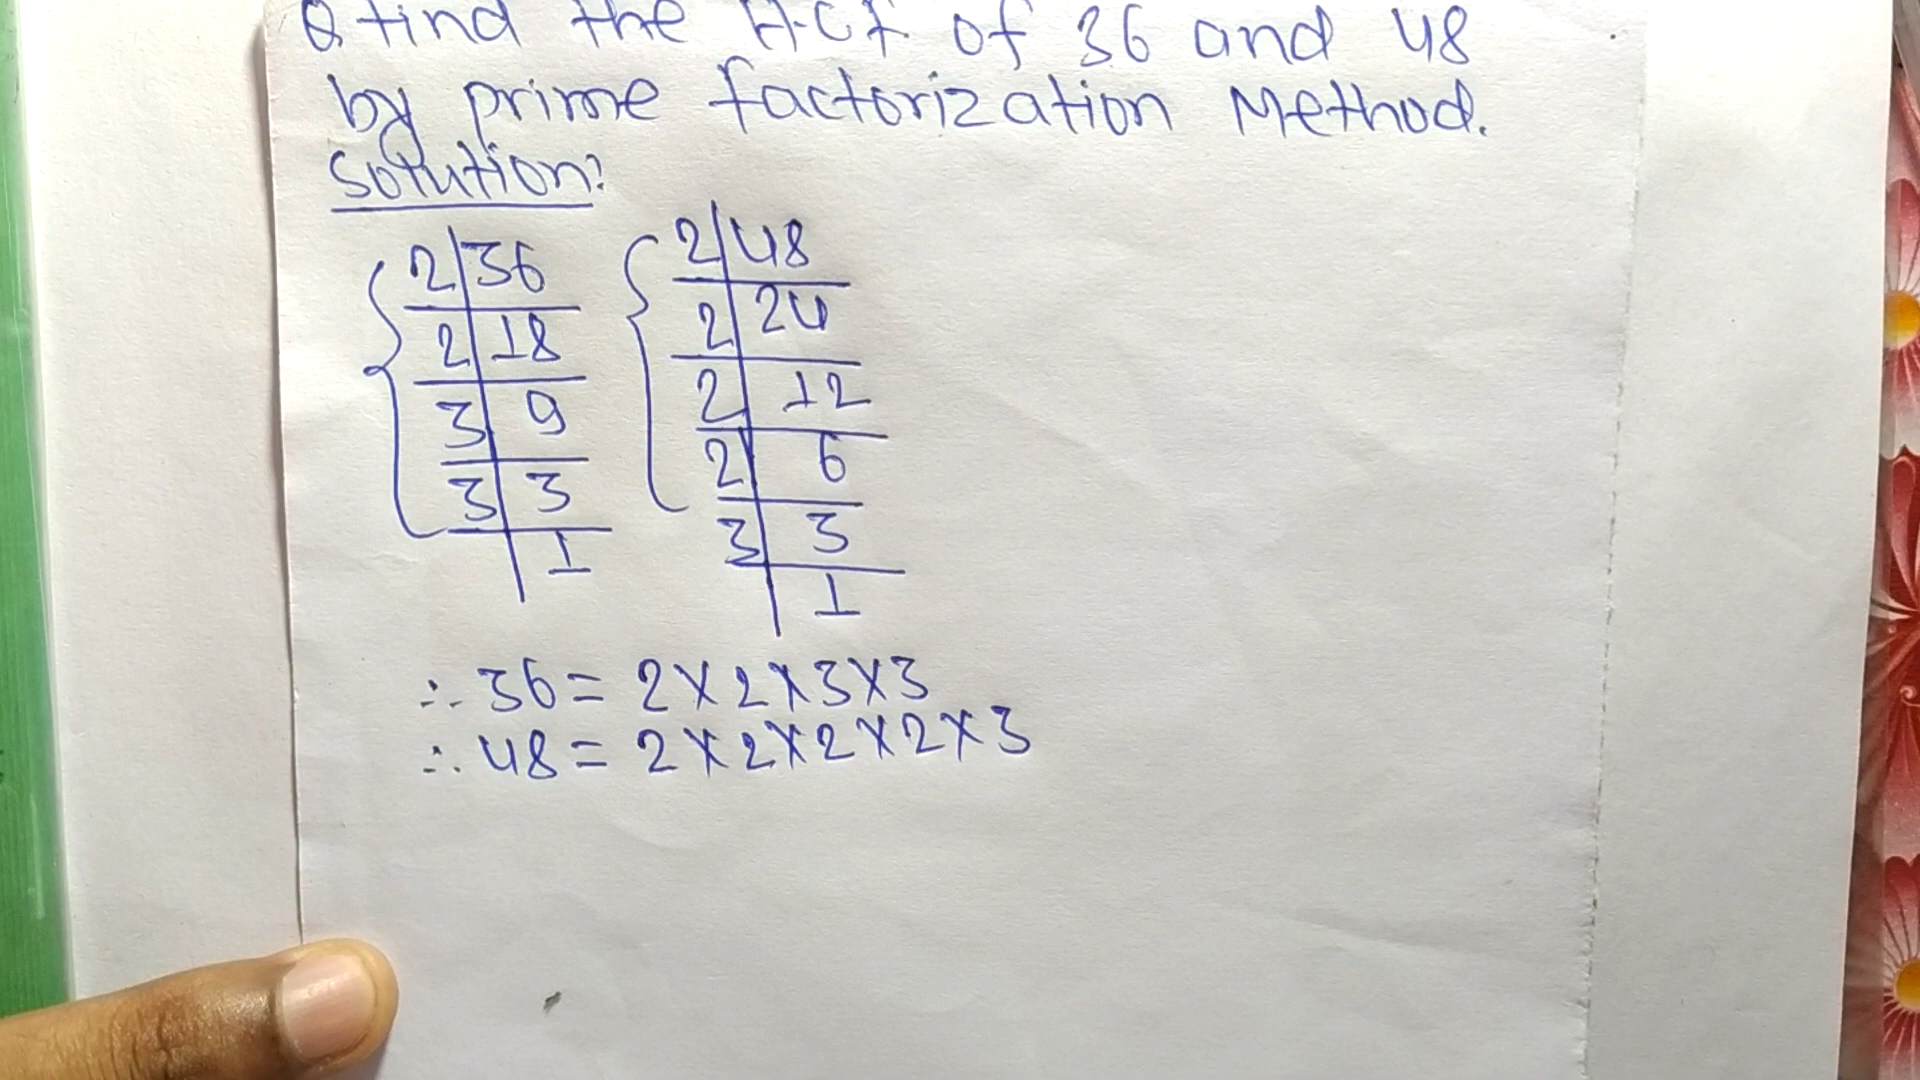 Q Find the H.C.F. of 36 and 48
by prime factorization Method.
Solution:
2 | 36
2 | 18
3 | 9
3 | 3
1
2 | 48
2 | 24
2 | 12
2 | 6
3 | 3
1
∴ 36 = 2×2×3×3
∴ 48 = 2×2×2×2×3